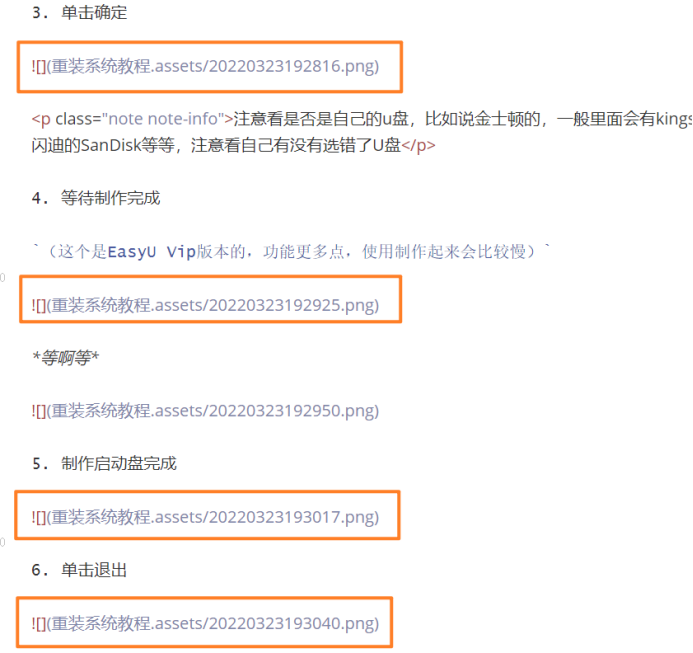 3. 单击确定
![](重装系统教程.assets/20220323192816.png)
<p class="note note-info">注意看是否是自己的u盘，比如说金士顿的，一般里面会有kings
闪迪的SanDisk等等，注意看自己有没有选错了U盘</p>
4. 等待制作完成
`（这个是EasyU Vip版本的，功能更多点，使用制作起来会比较慢）`
![](重装系统教程.assets/20220323192925.png)
*等啊等*
![](重装系统教程.assets/20220323192950.png)
5. 制作启动盘完成
![](重装系统教程.assets/20220323193017.png)
6. 单击退出
![](重装系统教程.assets/20220323193040.png)